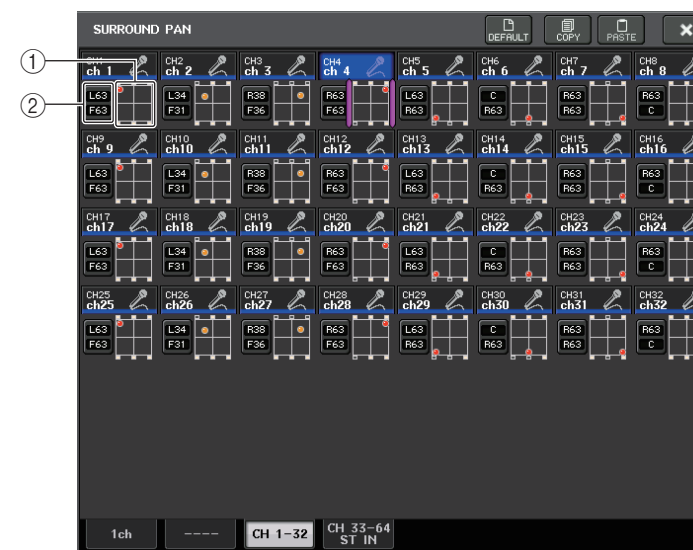 SURROUND PAN DEFAULT COPY PASTE ×
① ②
CH1 CH2 CH3 CH4 CH5 CH6 CH7 CH8
ch 1 ch 2 ch 3 ch 4 ch 5 ch 6 ch 7 ch 8
L63 L34 R38 R63 L63 C R63 R63
F63 F31 F36 F63 R63 R63 R63 C
CH9 CH10 CH11 CH12 CH13 CH14 CH15 CH16
ch 9 ch10 ch11 ch12 ch13 ch14 ch15 ch16
L63 L34 R38 R63 L63 C R63 R63
F63 F31 F36 F63 R63 R63 R63 C
CH17 CH18 CH19 CH20 CH21 CH22 CH23 CH24
ch17 ch18 ch19 ch20 ch21 ch22 ch23 ch24
L63 L34 R38 R63 L63 C R63 R63
F63 F31 F36 F63 R63 R63 R63 C
CH25 CH26 CH27 CH28 CH29 CH30 CH31 CH32
ch25 ch26 ch27 ch28 ch29 ch30 ch31 ch32
L63 L34 R38 R63 L63 C R63 R63
F63 F31 F36 F63 R63 R63 R63 C
1ch ---- CH 1-32 CH 33-64
ST IN